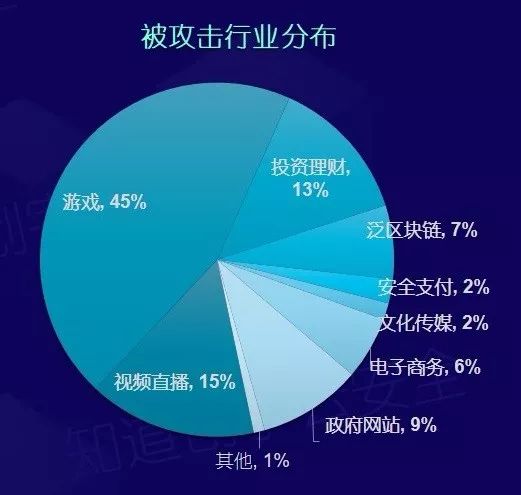 被攻击行业分布
投资理财,
13%
游戏, 45%
泛区块链, 7%
安全支付, 2%
文化传媒, 2%
电子商务, 6%
视频直播, 15%
政府网站, 9%
其他, 1%